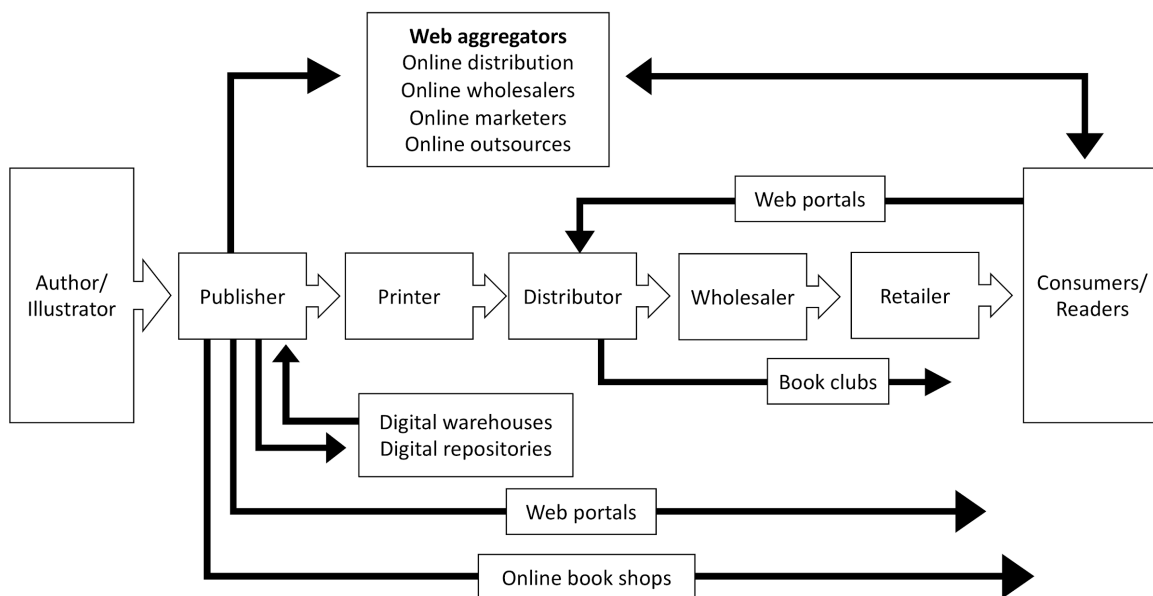 Web aggregators
Online distribution
Online wholesalers
Online marketers
Online outsources
Web portals
Author/
Illustrator
Publisher
Printer
Distributor
Wholesaler
Retailer
Consumers/
Readers
Book clubs
Digital warehouses
Digital repositories
Web portals
Online book shops